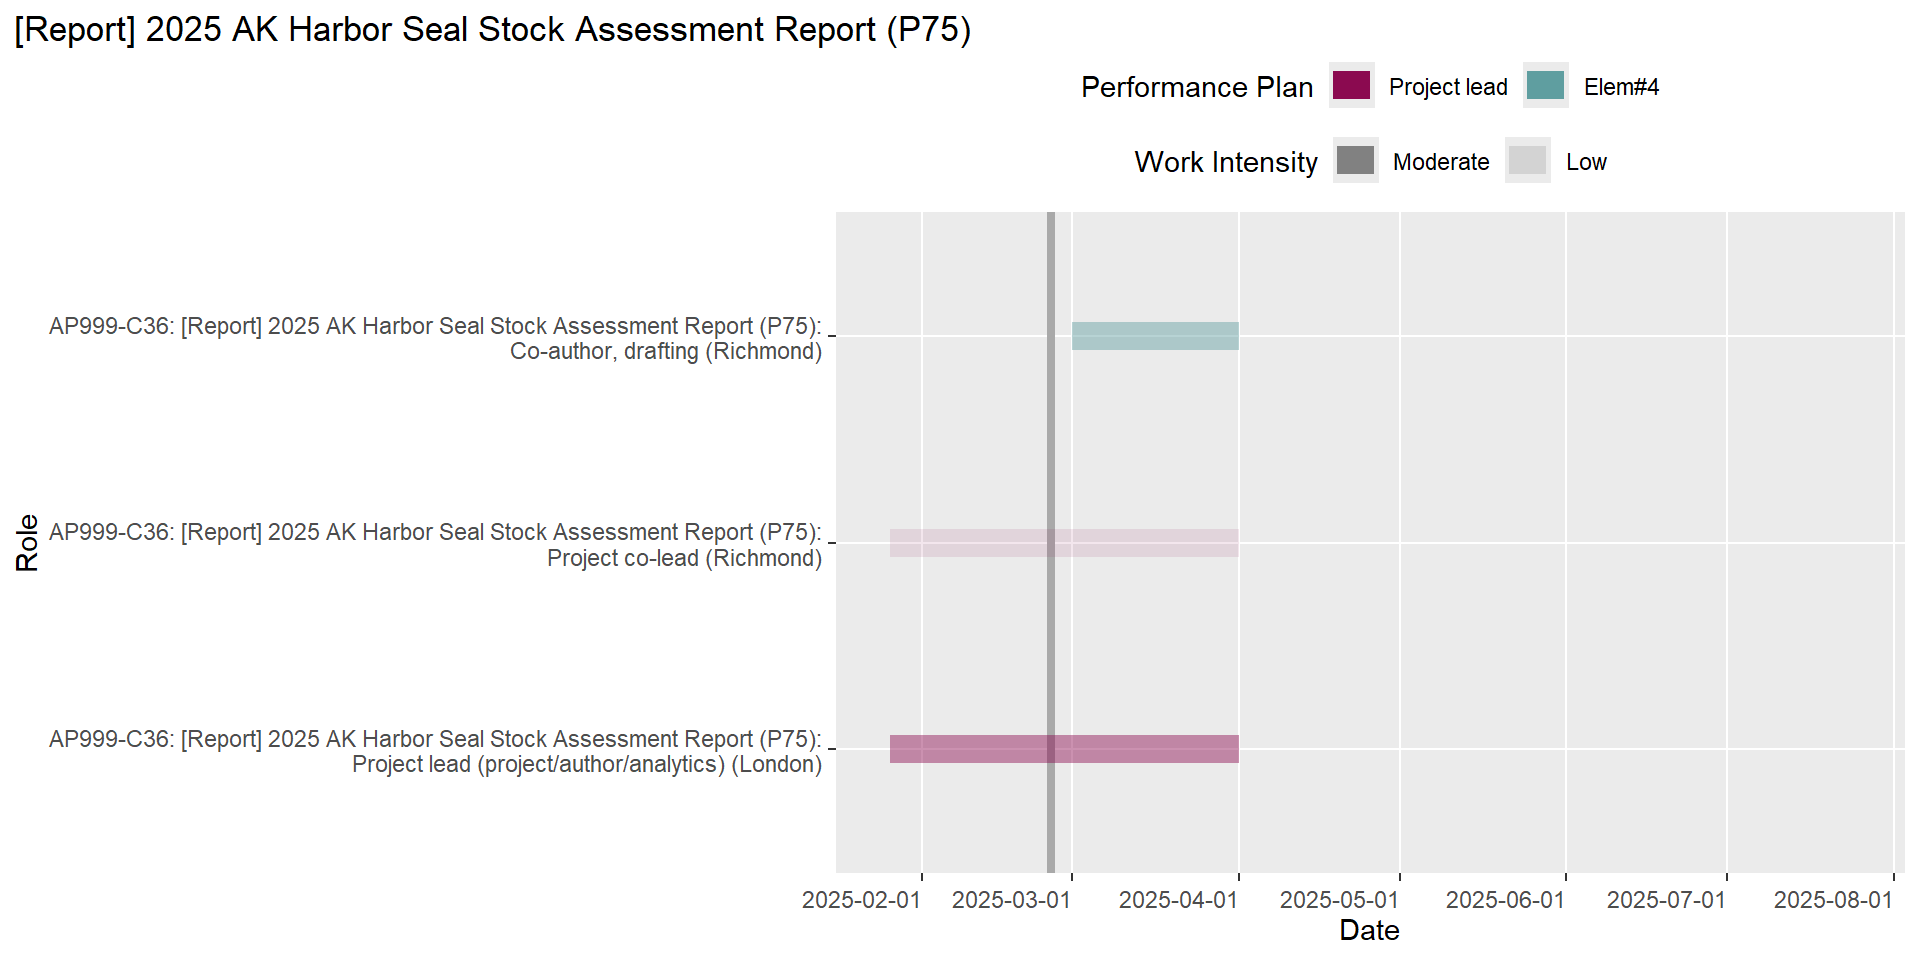 [Report] 2025 AK Harbor Seal Stock Assessment Report (P75)
Performance Plan Project lead Elem#4
Work Intensity Moderate Low
AP999-C36: [Report] 2025 AK Harbor Seal Stock Assessment Report (P75):
Co-author, drafting (Richmond)
AP999-C36: [Report] 2025 AK Harbor Seal Stock Assessment Report (P75):
Project co-lead (Richmond)
AP999-C36: [Report] 2025 AK Harbor Seal Stock Assessment Report (P75):
Project lead (project/author/analytics) (London)
Role
2025-02-01 2025-03-01 2025-04-01 2025-05-01 2025-06-01 2025-07-01 2025-08-01
Date